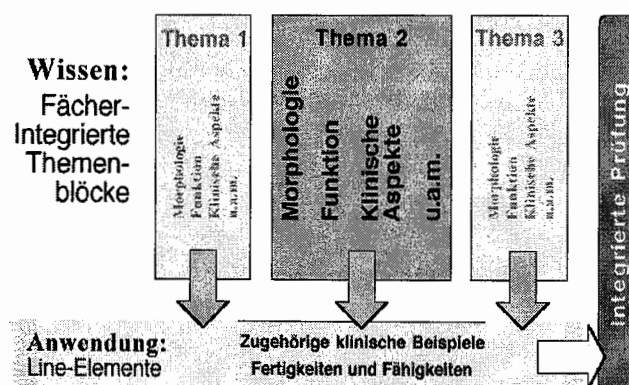 Thema 1
Thema 2
Thema 3
Wissen:
Fächer-
Integrierte
Themen-
blöcke
Morphologie
Funktion
Klinische Aspekte
u.a.m.
Morphologie
Funktion
Klinische
Aspekte
u.a.m.
Morphologie
Funktion
Klinische Aspekte
u.a.m.
Integrierte Prüfung
Anwendung:
Line-Elemente
Zugehörige klinische Beispiele
Fertigkeiten und Fähigkeiten